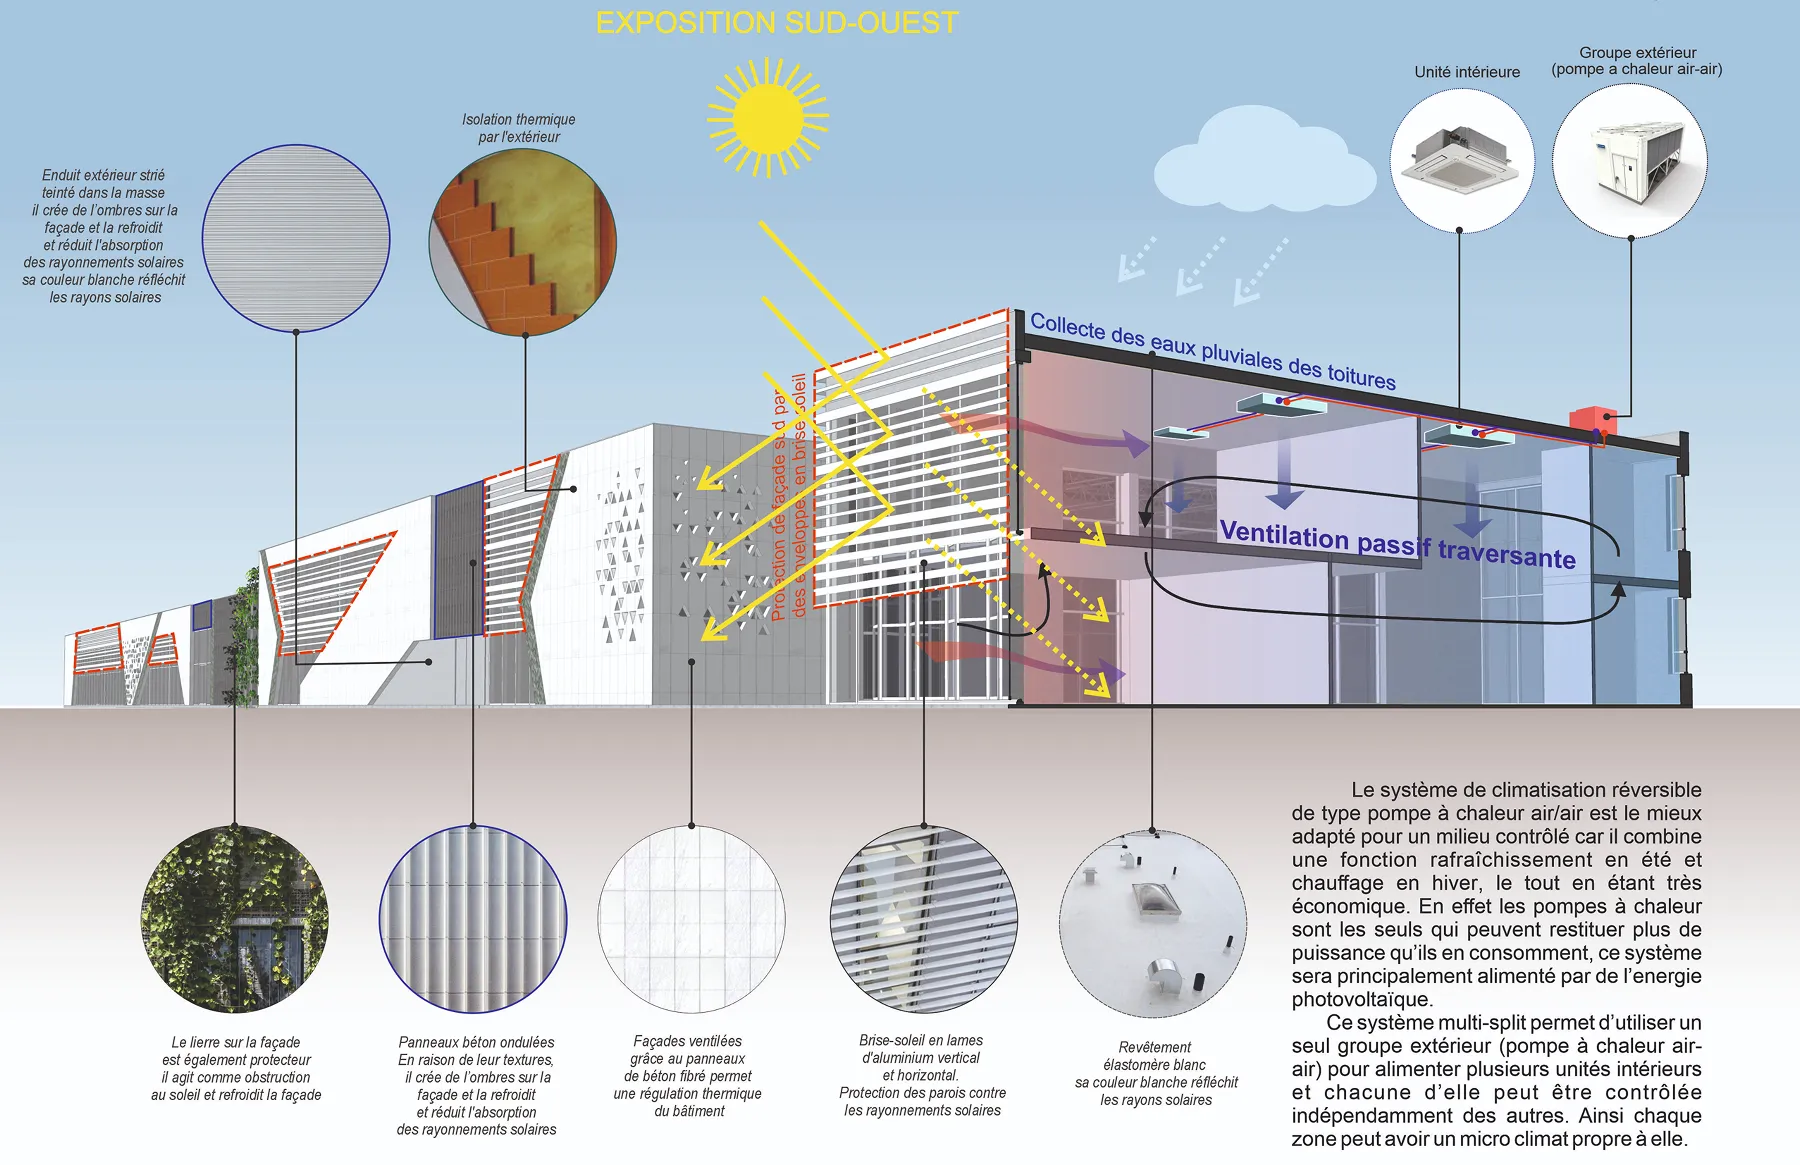 EXPOSITION SUD-OUEST
Unité intérieure
Groupe extérieur
(pompe a chaleur air-air)
Isolation thermique
par l'extérieur
Enduit extérieur strié
teinté dans la masse
il crée de l'ombres sur la
façade et la refroidit
et réduit l'absorption
des rayonnements solaires
sa couleur blanche réfléchit
les rayons solaires
Collecte des eaux pluviales des toitures
Protection de façade sud par
des enveloppes en brise soleil
Ventilation passif traversante
Le lierre sur la façade
est également protecteur
il agit comme obstruction
au soleil et refroidit la façade
Panneaux béton ondulées
En raison de leur textures,
il crée de l'ombres sur la
façade et la refroidit
et réduit l'absorption
des rayonnements solaires
Façades ventilées
grâce au panneaux
de béton fibré permet
une régulation thermique
du bâtiment
Brise-soleil en lames
d'aluminium vertical
et horizontal.
Protection des parois contre
les rayonnements solaires
Revêtement
élastomère blanc
sa couleur blanche réfléchit
les rayons solaires
Le système de climatisation réversible
de type pompe à chaleur air/air est le mieux
adapté pour un milieu contrôlé car il combine
une fonction rafraîchissement en été et
chauffage en hiver, le tout en étant très
économique. En effet les pompes à chaleur
sont les seuls qui peuvent restituer plus de
puissance qu'ils en consomment, ce système
sera principalement alimenté par de l'energie
photovoltaïque.
Ce système multi-split permet d'utiliser un
seul groupe extérieur (pompe à chaleur air-
air) pour alimenter plusieurs unités intérieurs
et chacune d'elle peut être contrôlée
indépendamment des autres. Ainsi chaque
zone peut avoir un micro climat propre à elle.